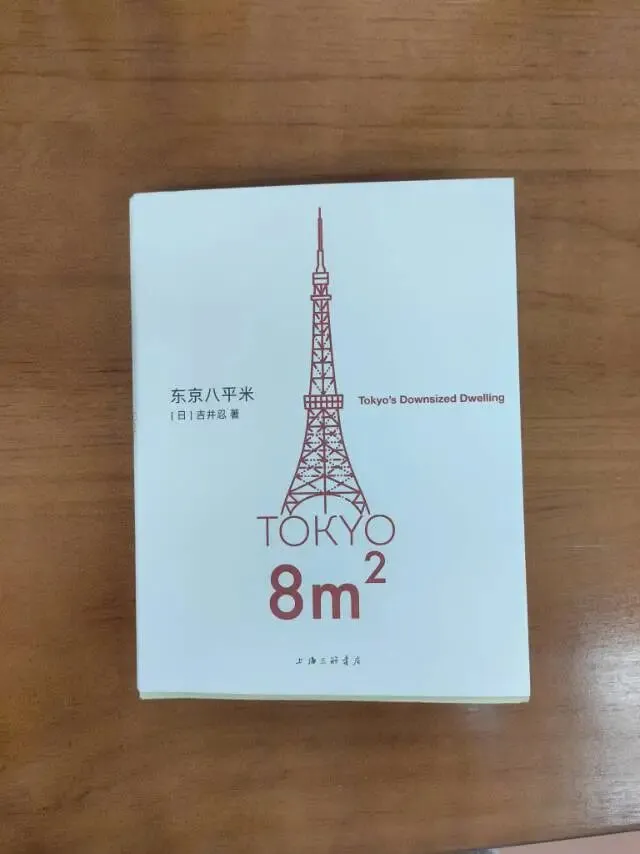 东京八平米
[日]吉井忍 著
Tokyo's Downsized Dwelling
TOKYO
8m²
上海三联书店